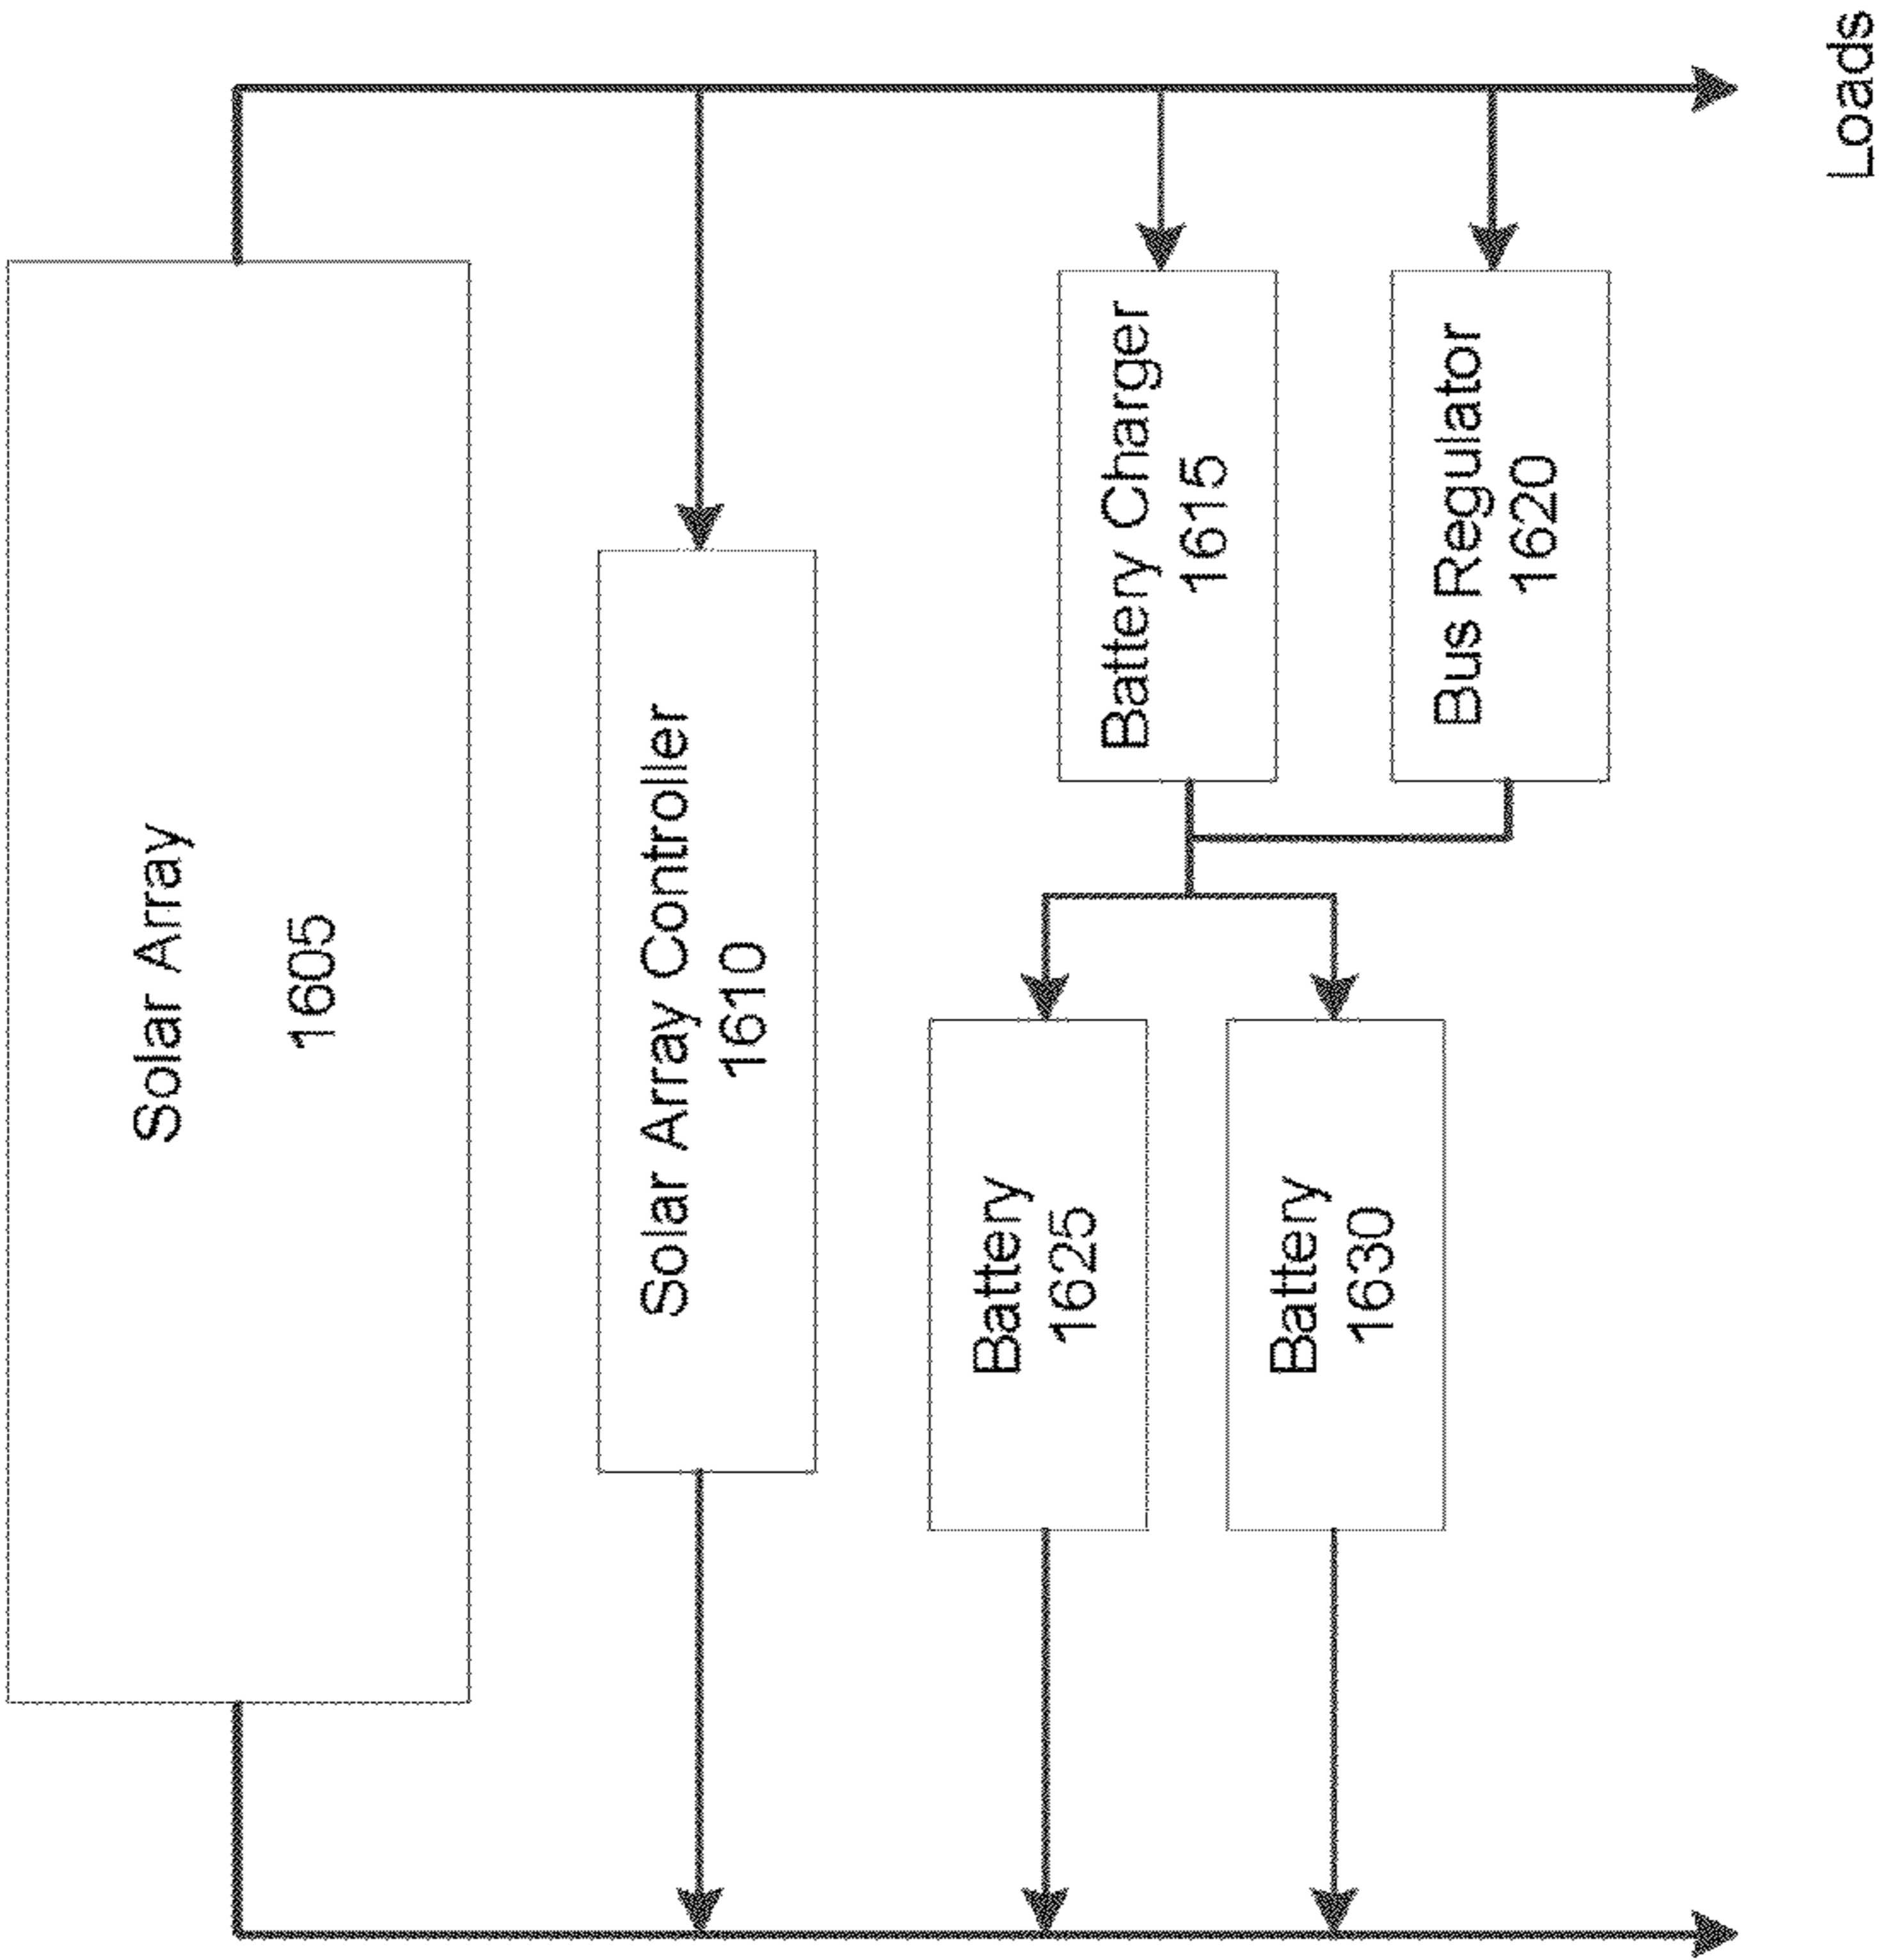 Solar Array
1605
Solar Array Controller
1610
Battery
1625
Battery
1630
Battery Charger
1615
Bus Regulator
1620
Loads